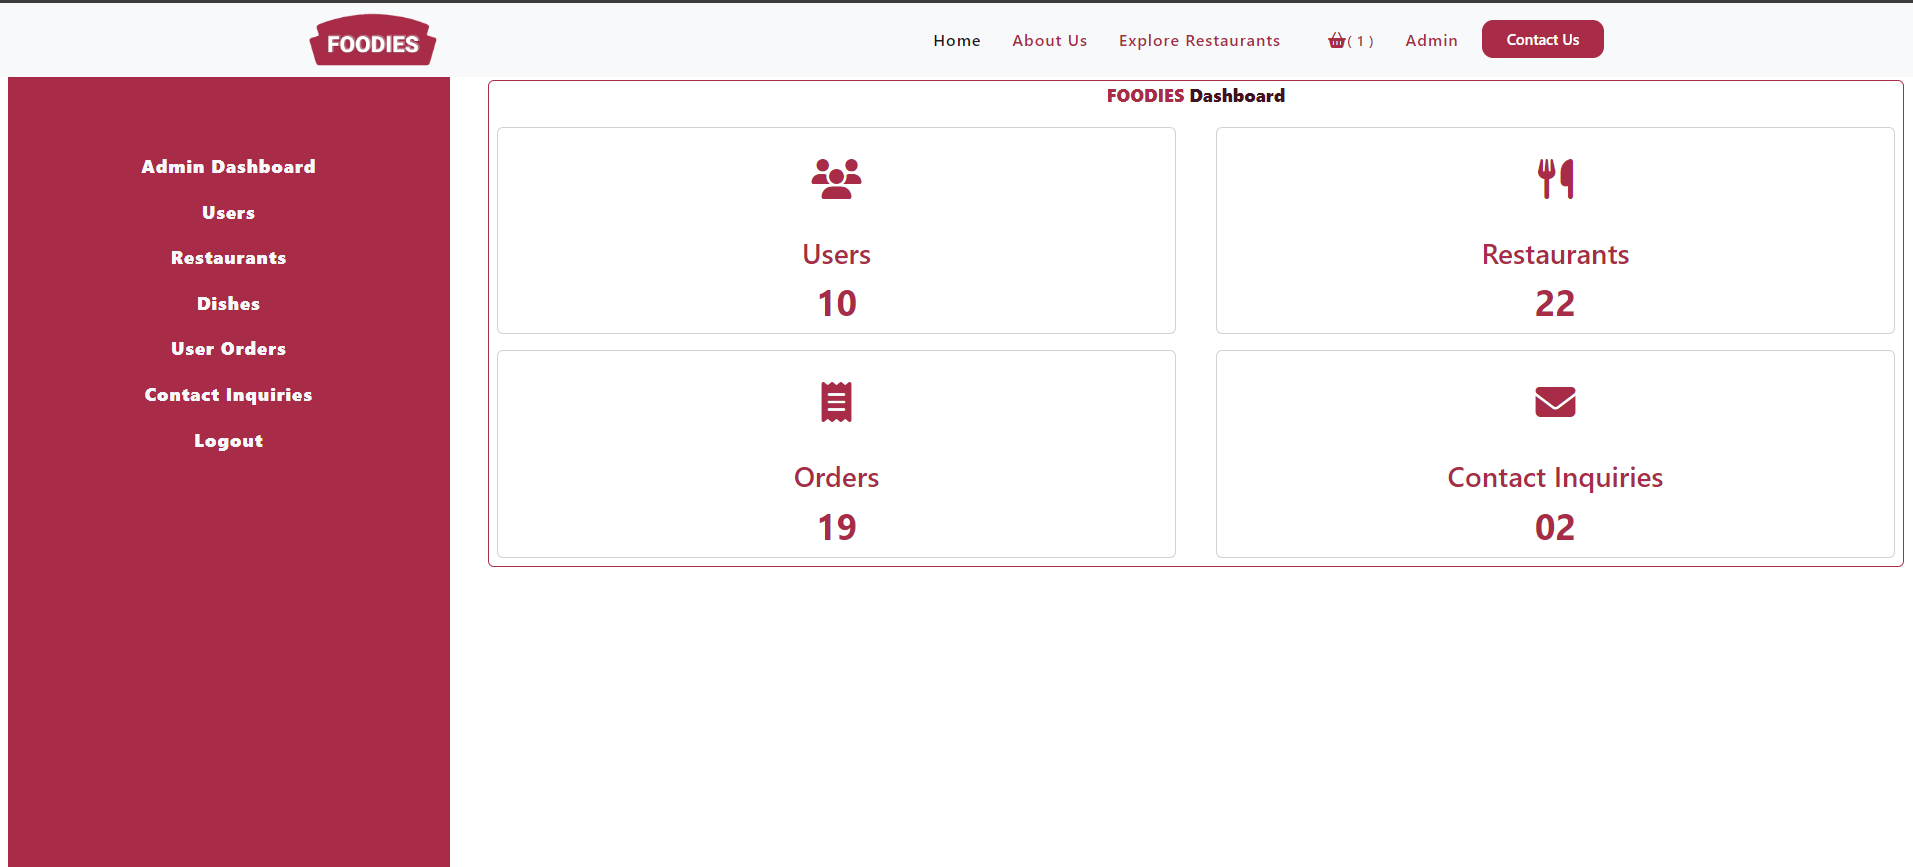 FOODIES
Home About Us Explore Restaurants ( 1 ) Admin Contact Us
Admin Dashboard
Users
Restaurants
Dishes
User Orders
Contact Inquiries
Logout
FOODIES Dashboard
Users
10
Restaurants
22
Orders
19
Contact Inquiries
02